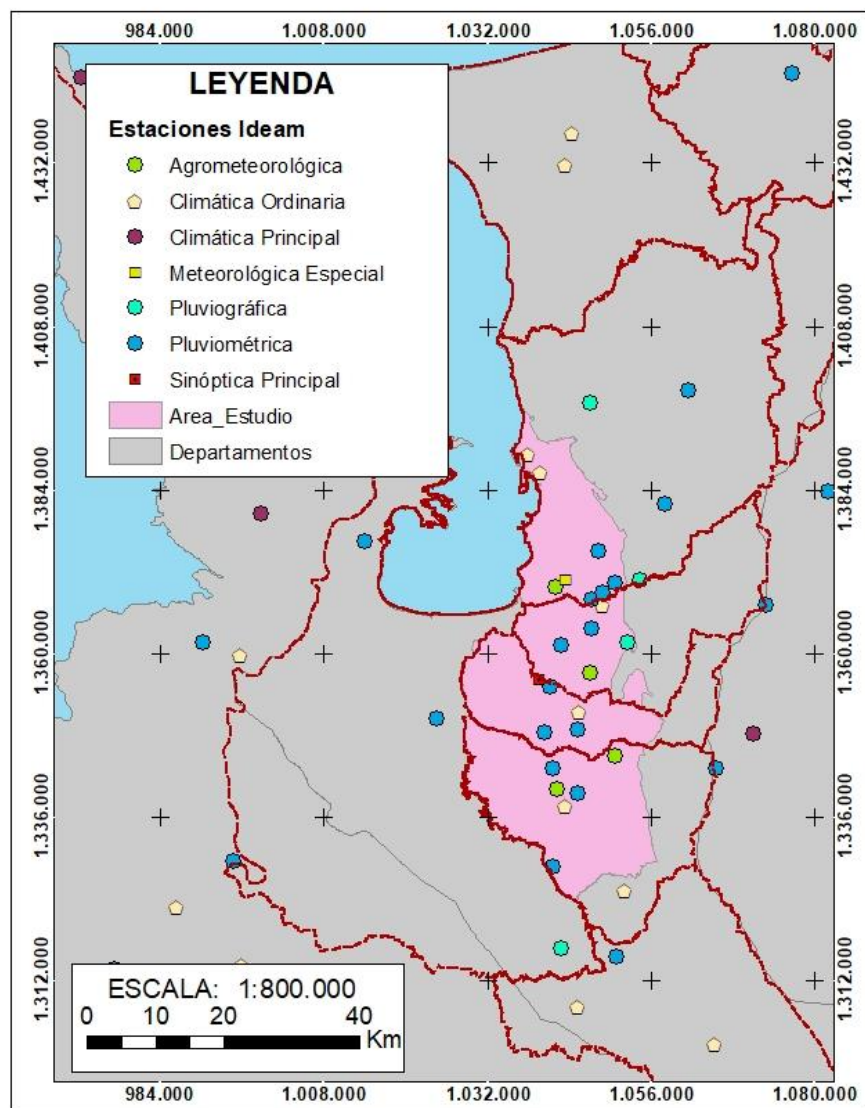 984.000 1.008.000 1.032.000 1.056.000 1.080.000
LEYENDA
Estaciones Ideam
Agrometeorológica
Climática Ordinaria
Climática Principal
Meteorológica Especial
Pluviográfica
Pluviométrica
Sinóptica Principal
Area_Estudio
Departamentos
1.432.000 1.432.000
1.408.000 1.408.000
1.384.000 1.384.000
1.360.000 1.360.000
1.336.000 1.336.000
1.312.000 1.312.000
ESCALA: 1:800.000
0 10 20 40
Km
984.000 1.008.000 1.032.000 1.056.000 1.080.000